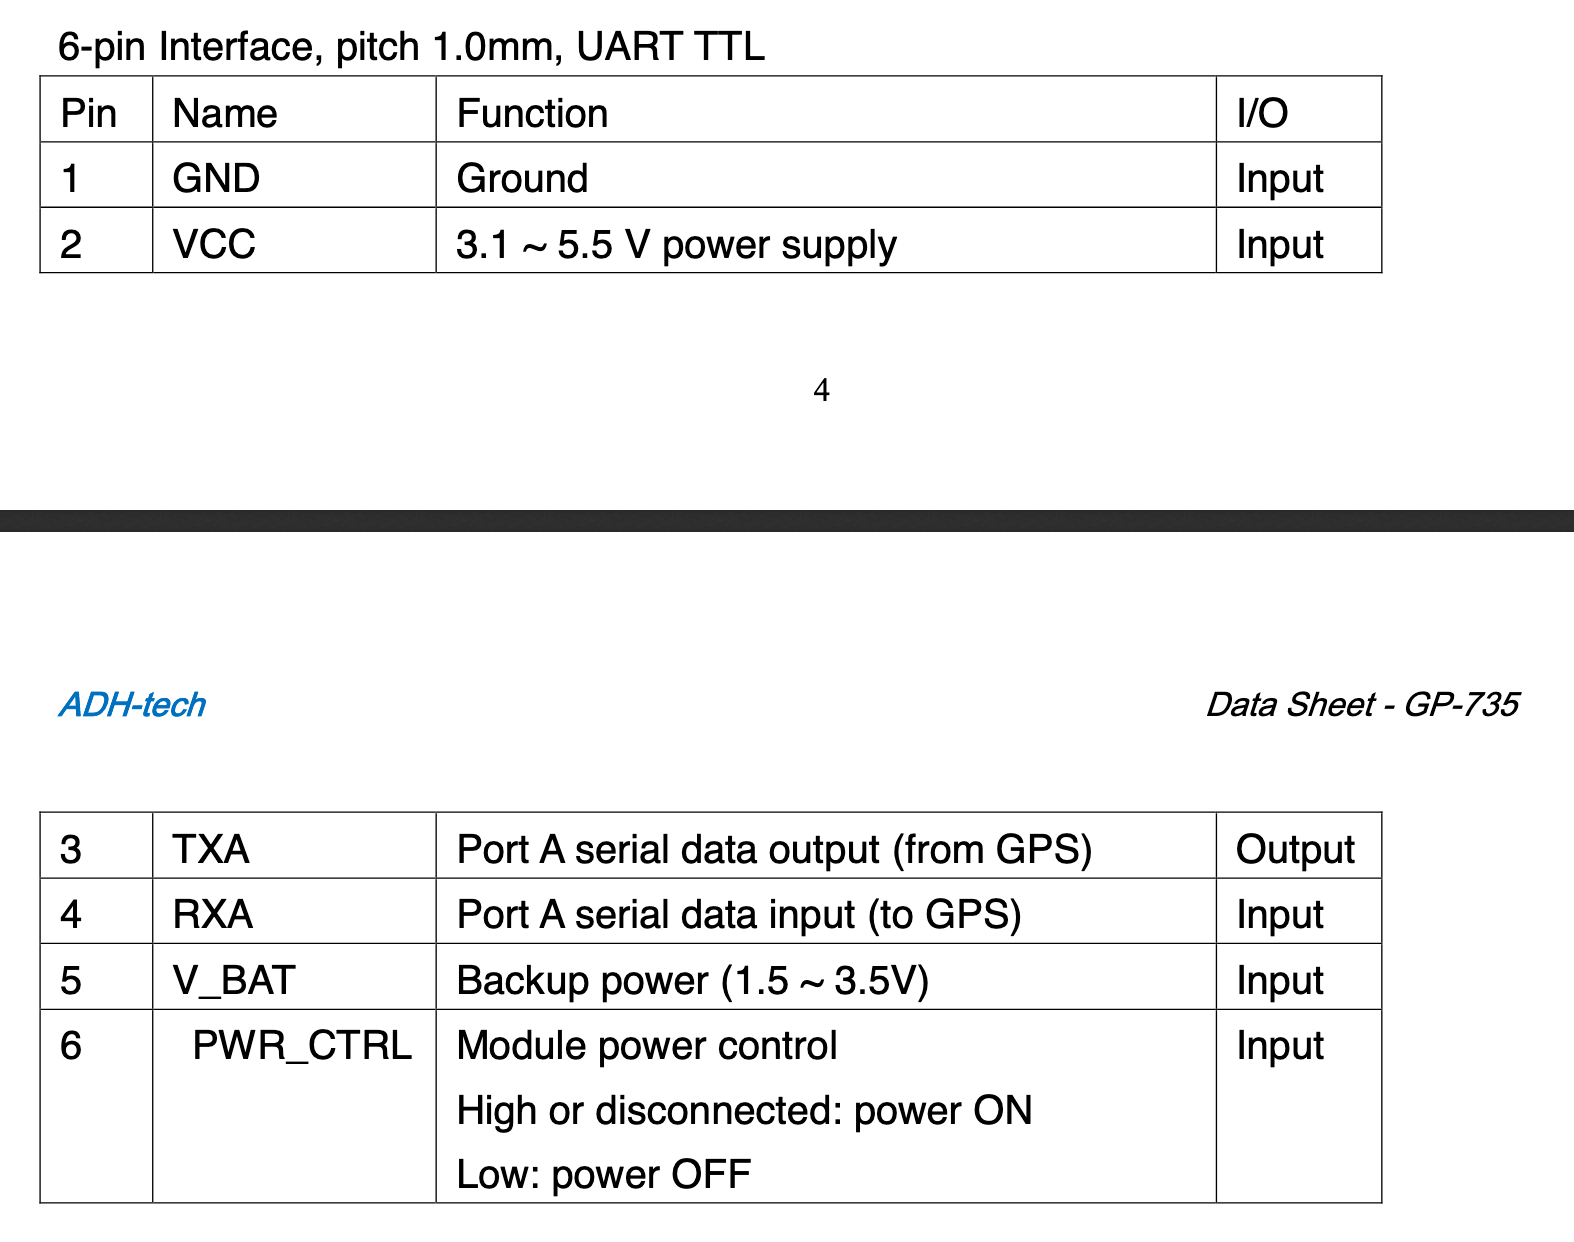 6-pin Interface, pitch 1.0mm, UART TTL
Pin Name Function I/O
1 GND Ground Input
2 VCC 3.1 ~ 5.5 V power supply Input
4
ADH-tech Data Sheet - GP-735
3 TXA Port A serial data output (from GPS) Output
4 RXA Port A serial data input (to GPS) Input
5 V_BAT Backup power (1.5 ~ 3.5V) Input
6 PWR_CTRL Module power control Input
High or disconnected: power ON
Low: power OFF